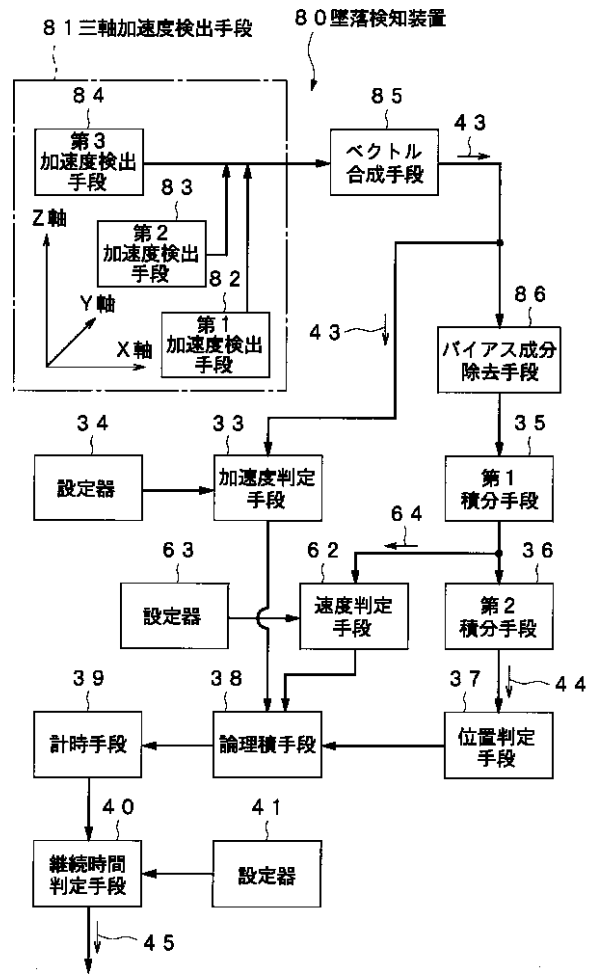 81三軸加速度検出手段
80墜落検知装置
84
第3
加速度検出
手段
85
ベクトル
合成手段
43
83
第2
加速度検出
手段
Z軸
Y軸
X軸
82
第1
加速度検出
手段
43
86
バイアス成分
除去手段
34
設定器
33
加速度判定
手段
35
第1
積分手段
64
63
設定器
62
速度判定
手段
36
第2
積分手段
44
39
計時手段
38
論理積手段
37
位置判定
手段
40
継続時間
判定手段
41
設定器
45